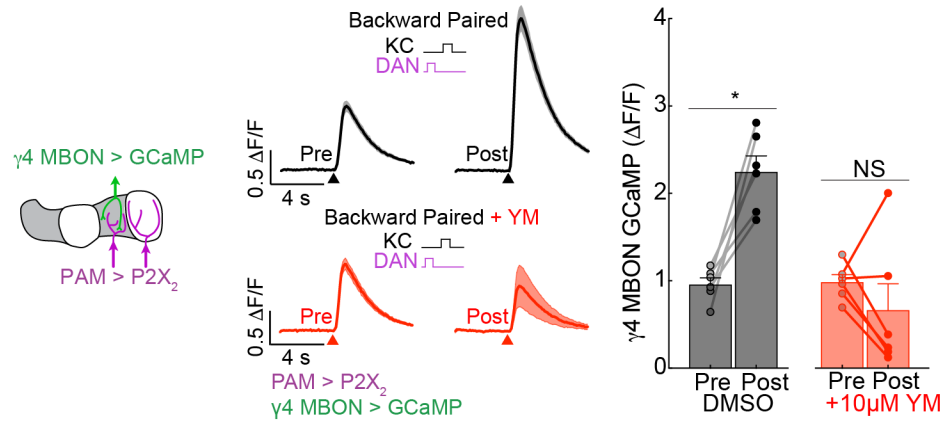 γ4 MBON > GCaMP
PAM > P2X₂
Backward Paired
KC
DAN
0.5 ΔF/F
4 s
Pre
Post
Backward Paired + YM
KC
DAN
0.5 ΔF/F
4 s
Pre
Post
PAM > P2X₂
γ4 MBON > GCaMP
γ4 MBON GCaMP (ΔF/F)
4
3
2
1
0
*
NS
Pre Post
DMSO
Pre Post
+10μM YM